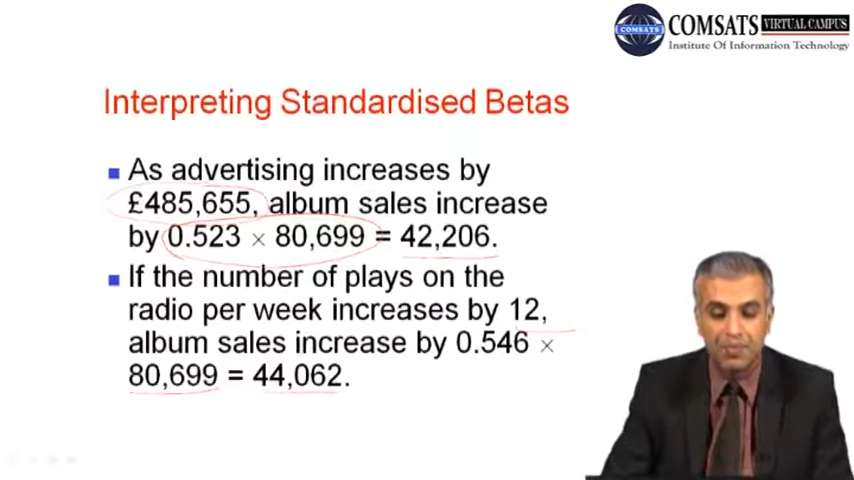 COMSATS
COMSATS VIRTUAL CAMPUS
Institute Of Information Technology
Interpreting Standardised Betas
As advertising increases by
£485,655, album sales increase
by 0.523 × 80,699 = 42,206.
If the number of plays on the
radio per week increases by 12,
album sales increase by 0.546 ×
80,699 = 44,062.